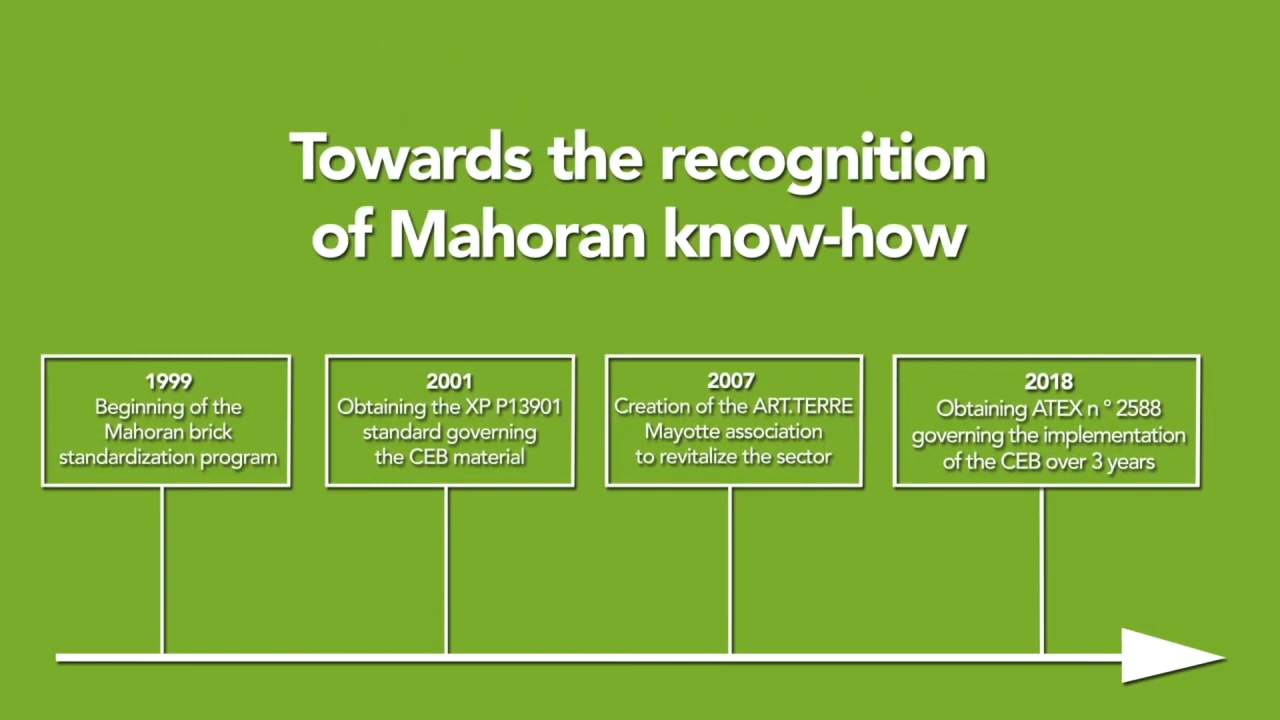 Towards the recognition
of Mahoran know-how
1999
Beginning of the
Mahoran brick
standardization program
2001
Obtaining the XP P13901
standard governing
the CEB material
2007
Creation of the ART.TERRE
Mayotte association
to revitalize the sector
2018
Obtaining ATEX n ° 2588
governing the implementation
of the CEB over 3 years